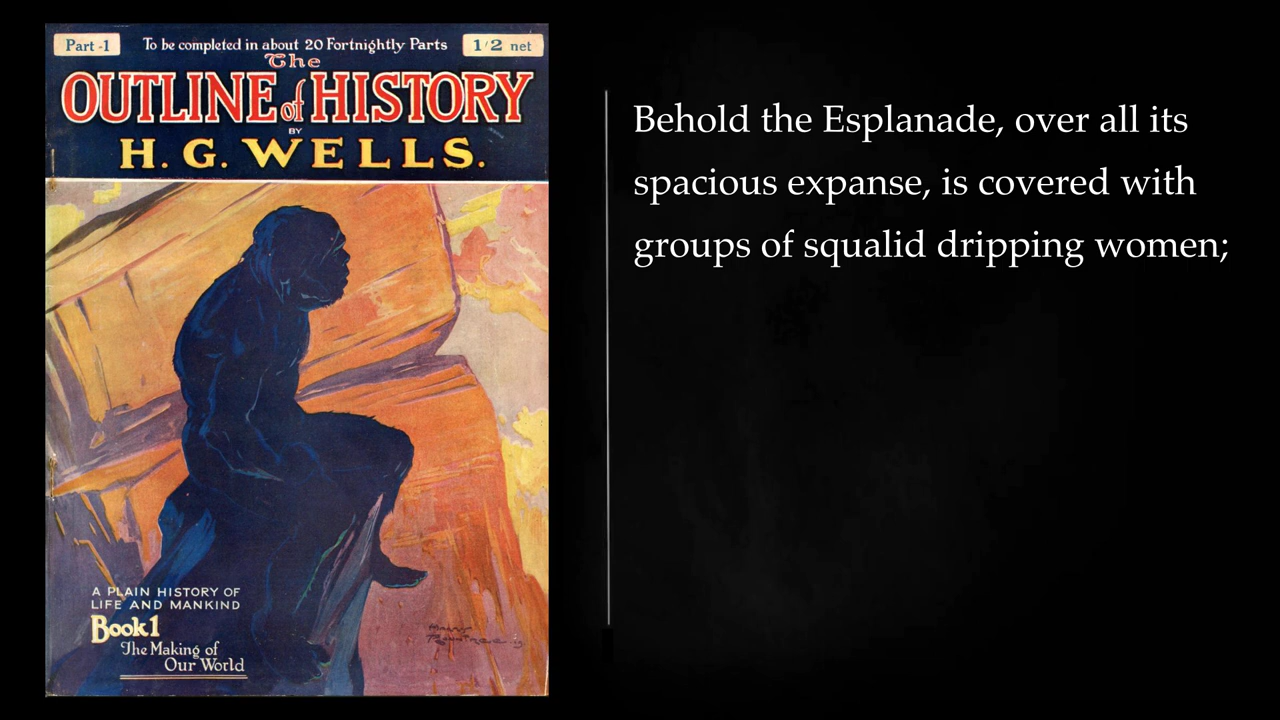 Part -1
To be completed in about 20 Fortnightly Parts
1/2 net
The
OUTLINE of HISTORY
BY
H. G. WELLS.
A PLAIN HISTORY OF
LIFE AND MANKIND
Book 1
The Making of
Our World
Behold the Esplanade, over all its
spacious expanse, is covered with
groups of squalid dripping women;